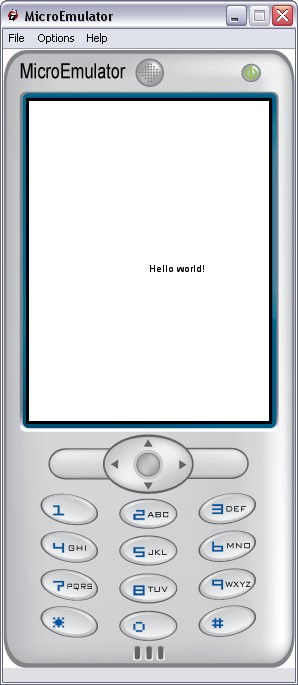 MicroEmulator
File Options Help
MicroEmulator
Hello world!
1 2 ABC 3 DEF
4 GHI 5 JKL 6 MNO
7 PQRS 8 TUV 9 WXYZ
* 0 #